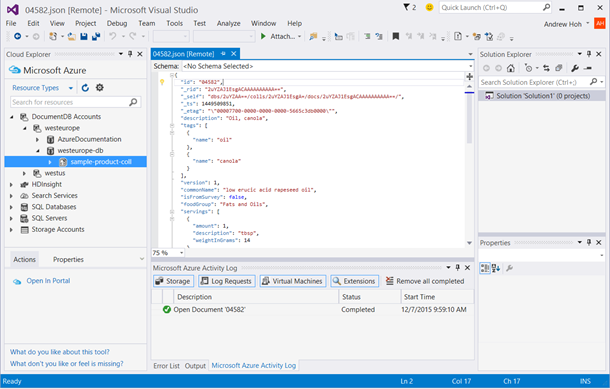 04582.json [Remote] - Microsoft Visual Studio
2
Quick Launch (Ctrl+Q)
File Edit View Project Debug Team Tools Test Analyze Window Help
Andrew Hoh
Attach...
Cloud Explorer
Microsoft Azure
Resource Types
Search for resources
DocumentDB Accounts
westeurope
AzureDocumentation
westeurope-db
sample-product-coll
westus
HDInsight
Search Services
SQL Databases
SQL Servers
Storage Accounts
Actions Properties
Open In Portal
What do you like about this tool?
What don't you like or feel is missing?
04582.json [Remote]
Schema: <No Schema Selected>
{
"id": "04582",
"_rid":
"_self":
"_ts": 1449509851,
"_etag": "\"00007700-0000-0000-0000-5665c3db0000\"",
"description": "Oil, canola",
"tags": [
{
"name": "oil"
},
{
"name": "canola"
}
],
"version": 1,
"commonName": "low erucic acid rapeseed oil",
"isFromSurvey": false,
"foodGroup": "Fats and Oils",
"servings": [
{
"amount": 1,
"description": "tbsp",
"weightInGrams": 14
75 %
Microsoft Azure Activity Log
Storage Log Requests Virtual Machines Extensions Remove all completed
Description Status Start Time
Open Document '04582' Completed 12/7/2015 9:59:10 AM
Error List Output Microsoft Azure Activity Log
Solution Explorer
Search Solution Explorer (Ctrl+;)
Solution 'Solution1' (0 projects)
Properties
Ready Ln 2 Col 17 Ch 17 INS